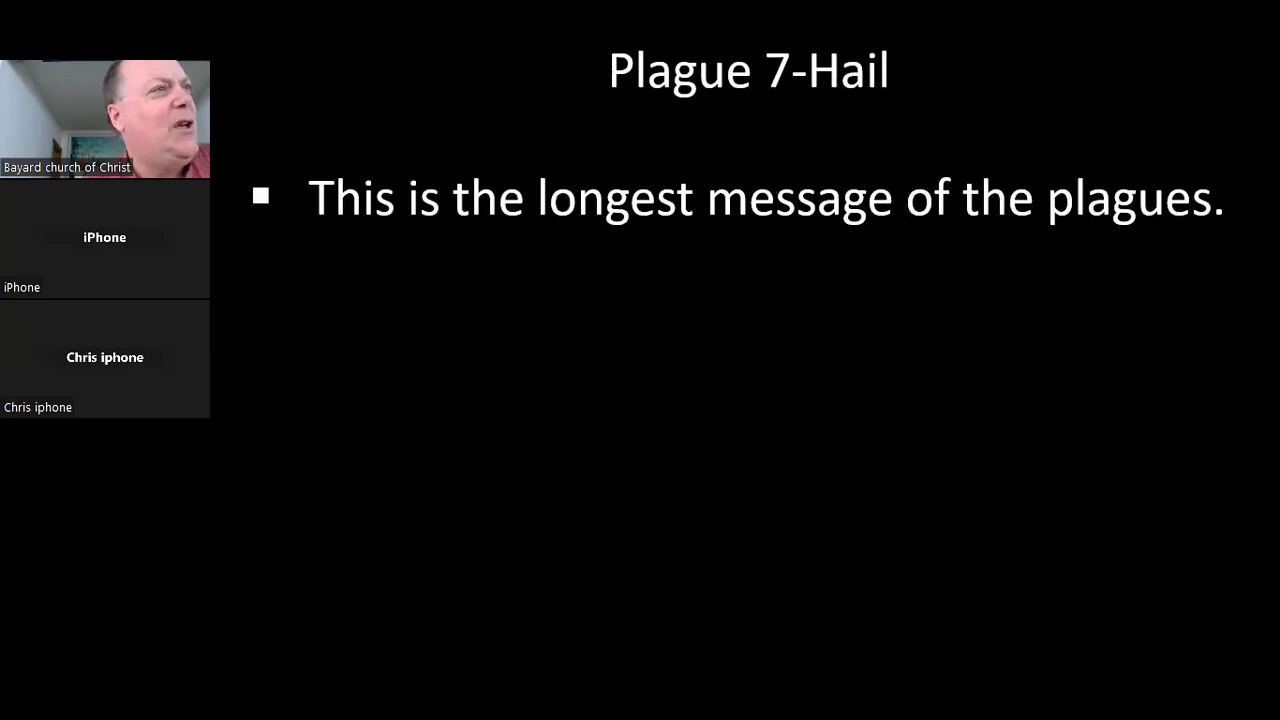 Plague 7-Hail
Bayard church of Christ
▪ This is the longest message of the plagues.
iPhone
iPhone
Chris iphone
Chris iphone